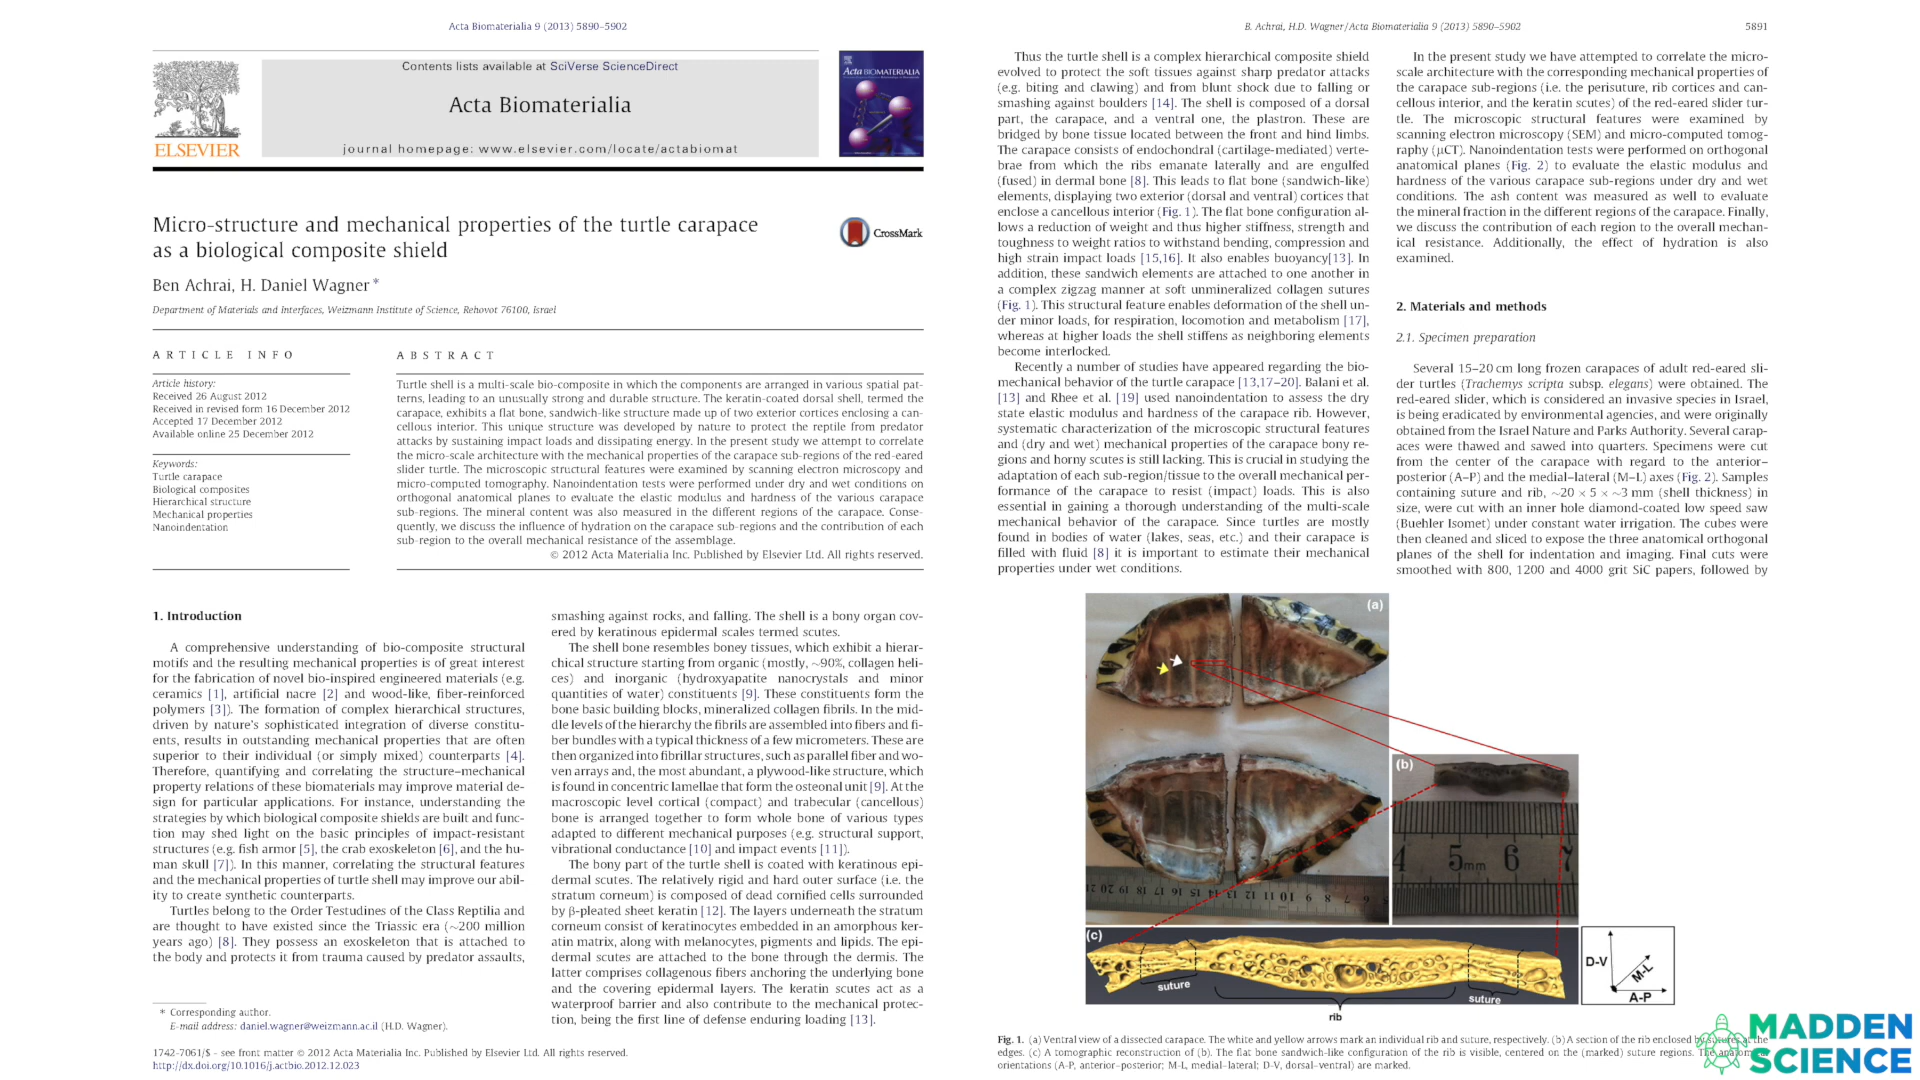 Acta Biomaterialia 9 (2013) 5890–5902
Contents lists available at SciVerse ScienceDirect
Acta Biomaterialia
journal homepage: www.elsevier.com/locate/actabiomat
ELSEVIER
Acta BIOMATERIALIA
Micro-structure and mechanical properties of the turtle carapace
as a biological composite shield
CrossMark
Ben Achrai, H. Daniel Wagner *
Department of Materials and Interfaces, Weizmann Institute of Science, Rehovot 76100, Israel
ARTICLE INFO
Article history:
Received 26 August 2012
Received in revised form 16 December 2012
Accepted 17 December 2012
Available online 25 December 2012
Keywords:
Turtle carapace
Biological composites
Hierarchical structure
Mechanical properties
Nanoindentation
ABSTRACT
Turtle shell is a multi-scale bio-composite in which the components are arranged in various spatial pat-
terns, leading to an unusually strong and durable structure. The keratin-coated dorsal shell, termed the
carapace, exhibits a flat bone, sandwich-like structure made up of two exterior cortices enclosing a can-
cellous interior. This unique structure was developed by nature to protect the reptile from predator
attacks by sustaining impact loads and dissipating energy. In the present study we attempt to correlate
the micro-scale architecture with the mechanical properties of the carapace sub-regions of the red-eared
slider turtle. The microscopic structural features were examined by scanning electron microscopy and
micro-computed tomography. Nanoindentation tests were performed under dry and wet conditions on
orthogonal anatomical planes to evaluate the elastic modulus and hardness of the various carapace
sub-regions. The mineral content was also measured in the different regions of the carapace. Conse-
quently, we discuss the influence of hydration on the carapace sub-regions and the contribution of each
sub-region to the overall mechanical resistance of the assemblage.
© 2012 Acta Materialia Inc. Published by Elsevier Ltd. All rights reserved.
1. Introduction
A comprehensive understanding of bio-composite structural
motifs and the resulting mechanical properties is of great interest
for the fabrication of novel bio-inspired engineered materials (e.g.
ceramics [1], artificial nacre [2] and wood-like, fiber-reinforced
polymers [3]). The formation of complex hierarchical structures,
driven by nature's sophisticated integration of diverse constitu-
ents, results in outstanding mechanical properties that are often
superior to their individual (or simply mixed) counterparts [4].
Therefore, quantifying and correlating the structure–mechanical
property relations of these biomaterials may improve material de-
sign for particular applications. For instance, understanding the
strategies by which biological composite shields are built and func-
tion may shed light on the basic principles of impact-resistant
structures (e.g. fish armor [5], the crab exoskeleton [6], and the hu-
man skull [7]). In this manner, correlating the structural features
and the mechanical properties of turtle shell may improve our abil-
ity to create synthetic counterparts.
Turtles belong to the Order Testudines of the Class Reptilia and
are thought to have existed since the Triassic era (~200 million
years ago) [8]. They possess an exoskeleton that is attached to
the body and protects it from trauma caused by predator assaults,
* Corresponding author.
E-mail address: daniel.wagner@weizmann.ac.il (H.D. Wagner).
smashing against rocks, and falling. The shell is a bony organ cov-
ered by keratinous epidermal scales termed scutes.
The shell bone resembles boney tissues, which exhibit a hierar-
chical structure starting from organic (mostly, ~90%, collagen heli-
ces) and inorganic (hydroxyapatite nanocrystals and minor
quantities of water) constituents [9]. These constituents form the
bone basic building blocks, mineralized collagen fibrils. In the mid-
dle levels of the hierarchy the fibrils are assembled into fibers and fi-
ber bundles with a typical thickness of a few micrometers. These are
then organized into fibrillar structures, such as parallel fiber and wo-
ven arrays and, the most abundant, a plywood-like structure, which
is found in concentric lamellae that form the osteonal unit [9]. At the
macroscopic level cortical (compact) and trabecular (cancellous)
bone is arranged together to form whole bone of various types
adapted to different mechanical purposes (e.g. structural support,
vibrational conductance [10] and impact events [11]).
The bony part of the turtle shell is coated with keratinous epi-
dermal scutes. The relatively rigid and hard outer surface (i.e. the
stratum corneum) is composed of dead cornified cells surrounded
by β-pleated sheet keratin [12]. The layers underneath the stratum
corneum consist of keratinocytes embedded in an amorphous ker-
atin matrix, along with melanocytes, pigments and lipids. The epi-
dermal scutes are attached to the bone through the dermis. The
latter comprises collagenous fibers anchoring the underlying bone
and the covering epidermal layers. The keratin scutes act as a
waterproof barrier and also contribute to the mechanical protec-
tion, being the first line of defense enduring loading [13].
1742-7061/$ - see front matter © 2012 Acta Materialia Inc. Published by Elsevier Ltd. All rights reserved.
http://dx.doi.org/10.1016/j.actbio.2012.12.023
B. Achrai, H.D. Wagner / Acta Biomaterialia 9 (2013) 5890–5902
5891
Thus the turtle shell is a complex hierarchical composite shield
evolved to protect the soft tissues against sharp predator attacks
(e.g. biting and clawing) and from blunt shock due to falling or
smashing against boulders [14]. The shell is composed of a dorsal
part, the carapace, and a ventral one, the plastron. These are
bridged by bone tissue located between the front and hind limbs.
The carapace consists of endochondral (cartilage-mediated) verte-
brae from which the ribs emanate laterally and are engulfed
(fused) in dermal bone [8]. This leads to flat bone (sandwich-like)
elements, displaying two exterior (dorsal and ventral) cortices that
enclose a cancellous interior (Fig. 1). The flat bone configuration al-
lows a reduction of weight and thus higher stiffness, strength and
toughness to weight ratios to withstand bending, compression and
high strain impact loads [15,16]. It also enables buoyancy[13]. In
addition, these sandwich elements are attached to one another in
a complex zigzag manner at soft unmineralized collagen sutures
(Fig. 1). This structural feature enables deformation of the shell un-
der minor loads, for respiration, locomotion and metabolism [17],
whereas at higher loads the shell stiffens as neighboring elements
become interlocked.
Recently a number of studies have appeared regarding the bio-
mechanical behavior of the turtle carapace [13,17–20]. Balani et al.
[13] and Rhee et al. [19] used nanoindentation to assess the dry
state elastic modulus and hardness of the carapace rib. However,
systematic characterization of the microscopic structural features
and (dry and wet) mechanical properties of the carapace bony re-
gions and horny scutes is still lacking. This is crucial in studying the
adaptation of each sub-region/tissue to the overall mechanical per-
formance of the carapace to resist (impact) loads. This is also
essential in gaining a thorough understanding of the multi-scale
mechanical behavior of the carapace. Since turtles are mostly
found in bodies of water (lakes, seas, etc.) and their carapace is
filled with fluid [8] it is important to estimate their mechanical
properties under wet conditions.
In the present study we have attempted to correlate the micro-
scale architecture with the corresponding mechanical properties of
the carapace sub-regions (i.e. the perisuture, rib cortices and can-
cellous interior, and the keratin scutes) of the red-eared slider tur-
tle. The microscopic structural features were examined by
scanning electron microscopy (SEM) and micro-computed tomog-
raphy (μCT). Nanoindentation tests were performed on orthogonal
anatomical planes (Fig. 2) to evaluate the elastic modulus and
hardness of the various carapace sub-regions under dry and wet
conditions. The ash content was measured as well to evaluate
the mineral fraction in the different regions of the carapace. Finally,
we discuss the contribution of each region to the overall mechan-
ical resistance. Additionally, the effect of hydration is also
examined.
2. Materials and methods
2.1. Specimen preparation
Several 15–20 cm long frozen carapaces of adult red-eared sli-
der turtles (Trachemys scripta subsp. elegans) were obtained. The
red-eared slider, which is considered an invasive species in Israel,
is being eradicated by environmental agencies, and were originally
obtained from the Israel Nature and Parks Authority. Several carap-
aces were thawed and sawed into quarters. Specimens were cut
from the center of the carapace with regard to the anterior–
posterior (A–P) and the medial–lateral (M–L) axes (Fig. 2). Samples
containing suture and rib, ~20 × 5 × ~3 mm (shell thickness) in
size, were cut with an inner hole diamond-coated low speed saw
(Buehler Isomet) under constant water irrigation. The cubes were
then cleaned and sliced to expose the three anatomical orthogonal
planes of the shell for indentation and imaging. Final cuts were
smoothed with 800, 1200 and 4000 grit SiC papers, followed by
(a)
(b)
4 5mm 6 7
(c)
suture
rib
suture
D-V
M-L
A-P
Fig. 1. (a) Ventral view of a dissected carapace. The white and yellow arrows mark an individual rib and suture, respectively. (b) A section of the rib enclosed by sutures at the
edges. (c) A tomographic reconstruction of (b). The flat bone sandwich-like configuration of the rib is visible, centered on the (marked) suture regions. The anatomical
orientations (A-P, anterior–posterior; M-L, medial–lateral; D-V, dorsal–ventral) are marked.
MADDEN
SCIENCE